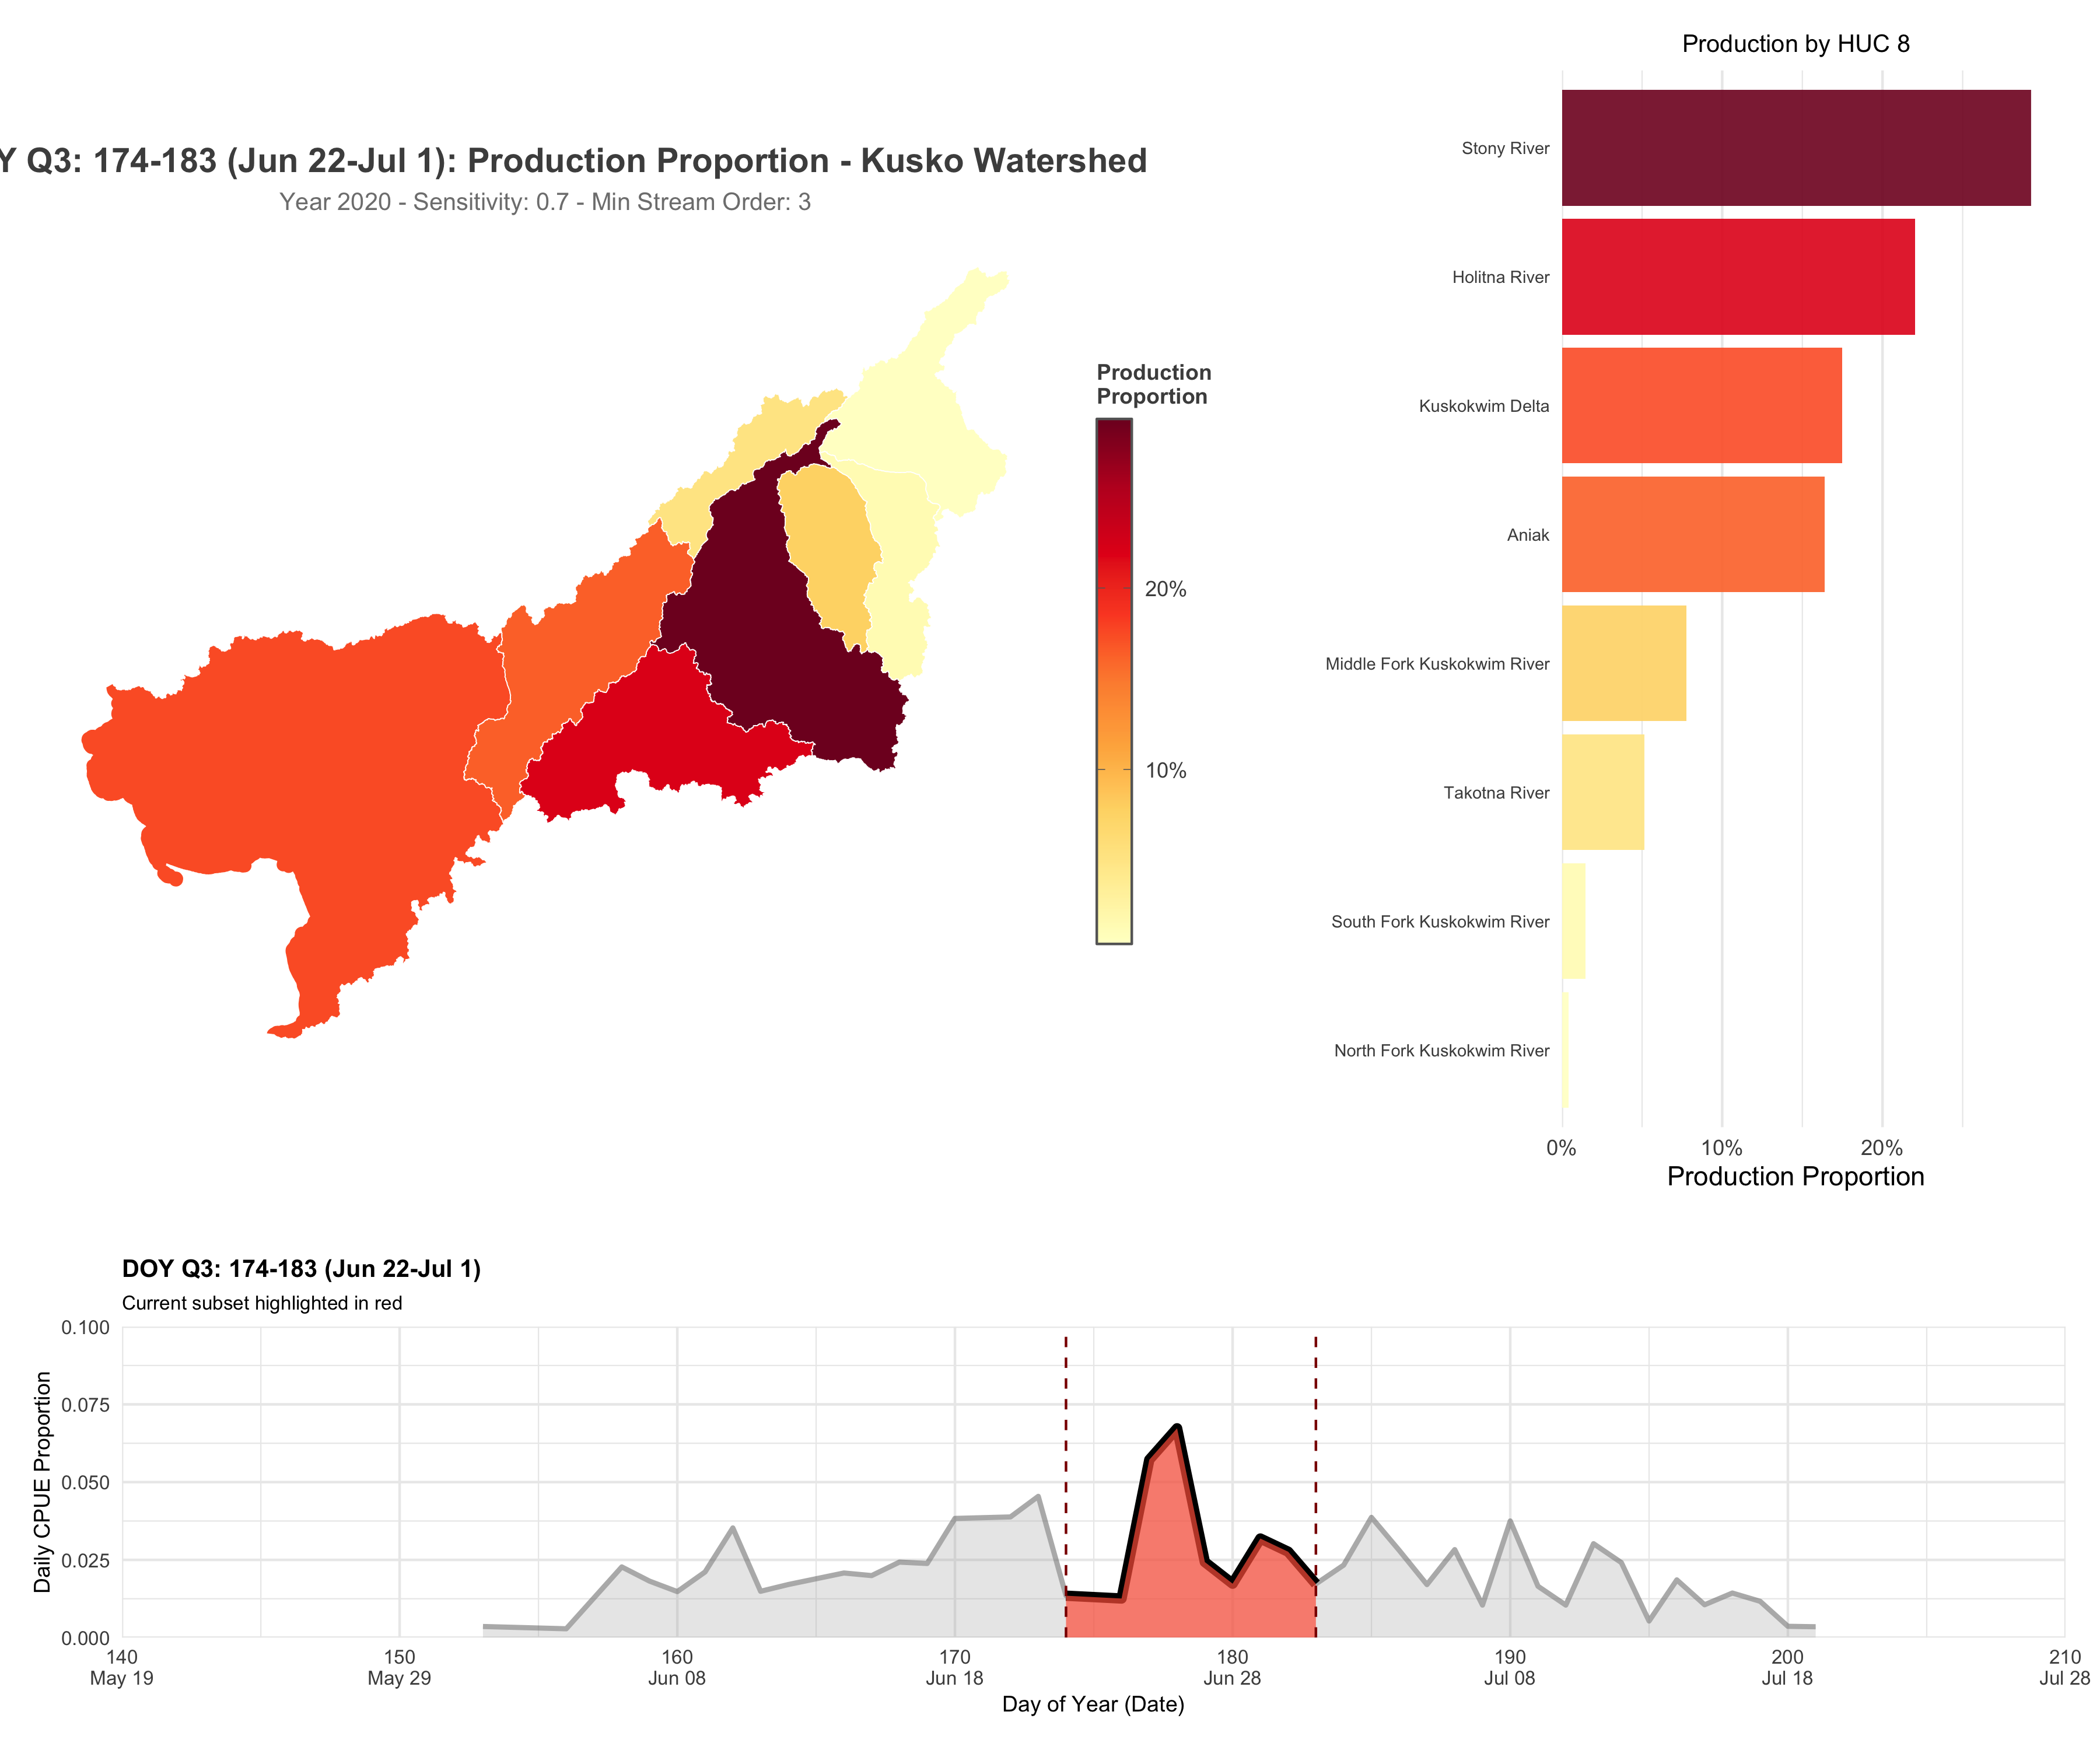 Y Q3: 174-183 (Jun 22-Jul 1): Production Proportion - Kusko Watershed
Year 2020 - Sensitivity: 0.7 - Min Stream Order: 3
Production
Proportion
20%
10%
Production by HUC 8
Stony River
Holitna River
Kuskokwim Delta
Aniak
Middle Fork Kuskokwim River
Takotna River
South Fork Kuskokwim River
North Fork Kuskokwim River
0% 10% 20%
Production Proportion
DOY Q3: 174-183 (Jun 22-Jul 1)
Current subset highlighted in red
Daily CPUE Proportion
0.100
0.075
0.050
0.025
0.000
140 150 160 170 180 190 200 210
May 19 May 29 Jun 08 Jun 18 Jun 28 Jul 08 Jul 18 Jul 28
Day of Year (Date)